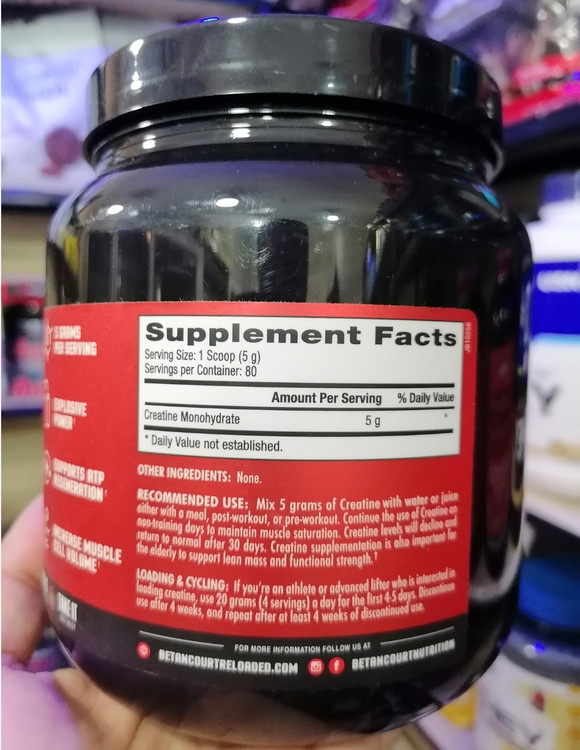 5 GRAMS
PER SERVING
EXPLOSIVE
POWER†
SUPPORTS ATP
REGENERATION†
INCREASE MUSCLE
CELL VOLUME†
Supplement Facts
Serving Size: 1 Scoop (5 g)
Servings per Container: 80
Amount Per Serving % Daily Value
Creatine Monohydrate 5 g *
* Daily Value not established.
OTHER INGREDIENTS: None.
RECOMMENDED USE: Mix 5 grams of Creatine with water or juice
either with a meal, post-workout, or pre-workout. Continue the use of Creatine on
non-training days to maintain muscle saturation. Creatine levels will decline and
return to normal after 30 days. Creatine supplementation is also important for
the elderly to support lean mass and functional strength.†
LOADING & CYCLING: If you're an athlete or advanced lifter who is interested in
loading creatine, use 20 grams (4 servings) a day for the first 4-5 days. Discontinue
use after 4 weeks, and repeat after at least 4 weeks of discontinued use.
FOR MORE INFORMATION FOLLOW US AT
BETANCOURTRELOADED.COM BETANCOURTNUTRITION